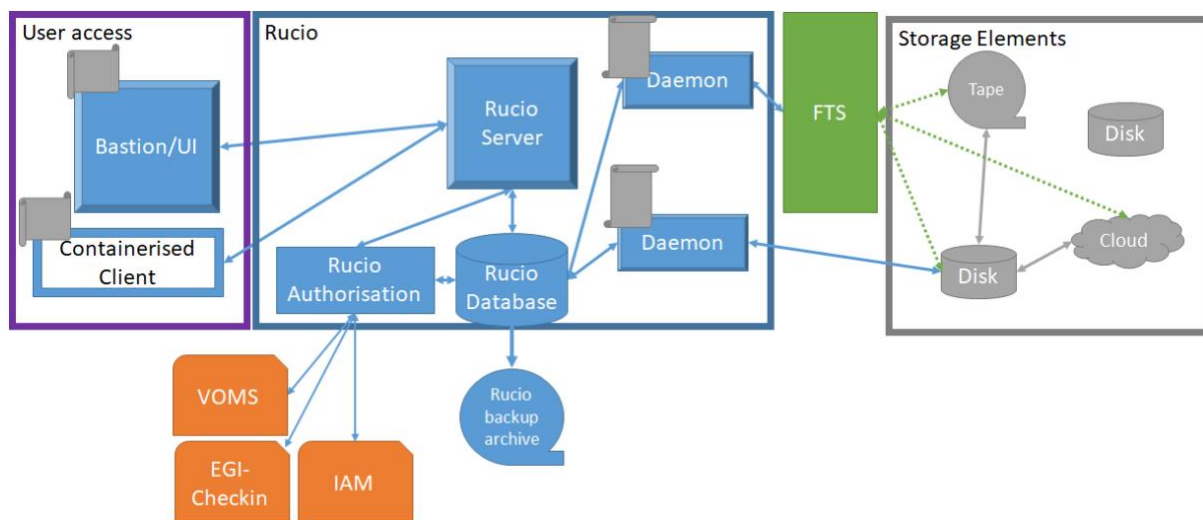 User access
Bastion/UI
Containerised
Client
Rucio
Rucio
Server
Rucio
Authorisation
Rucio
Database
Daemon
Daemon
FTS
Storage Elements
Tape
Disk
Cloud
Disk
VOMS
EGI-
Checkin
IAM
Rucio
backup
archive